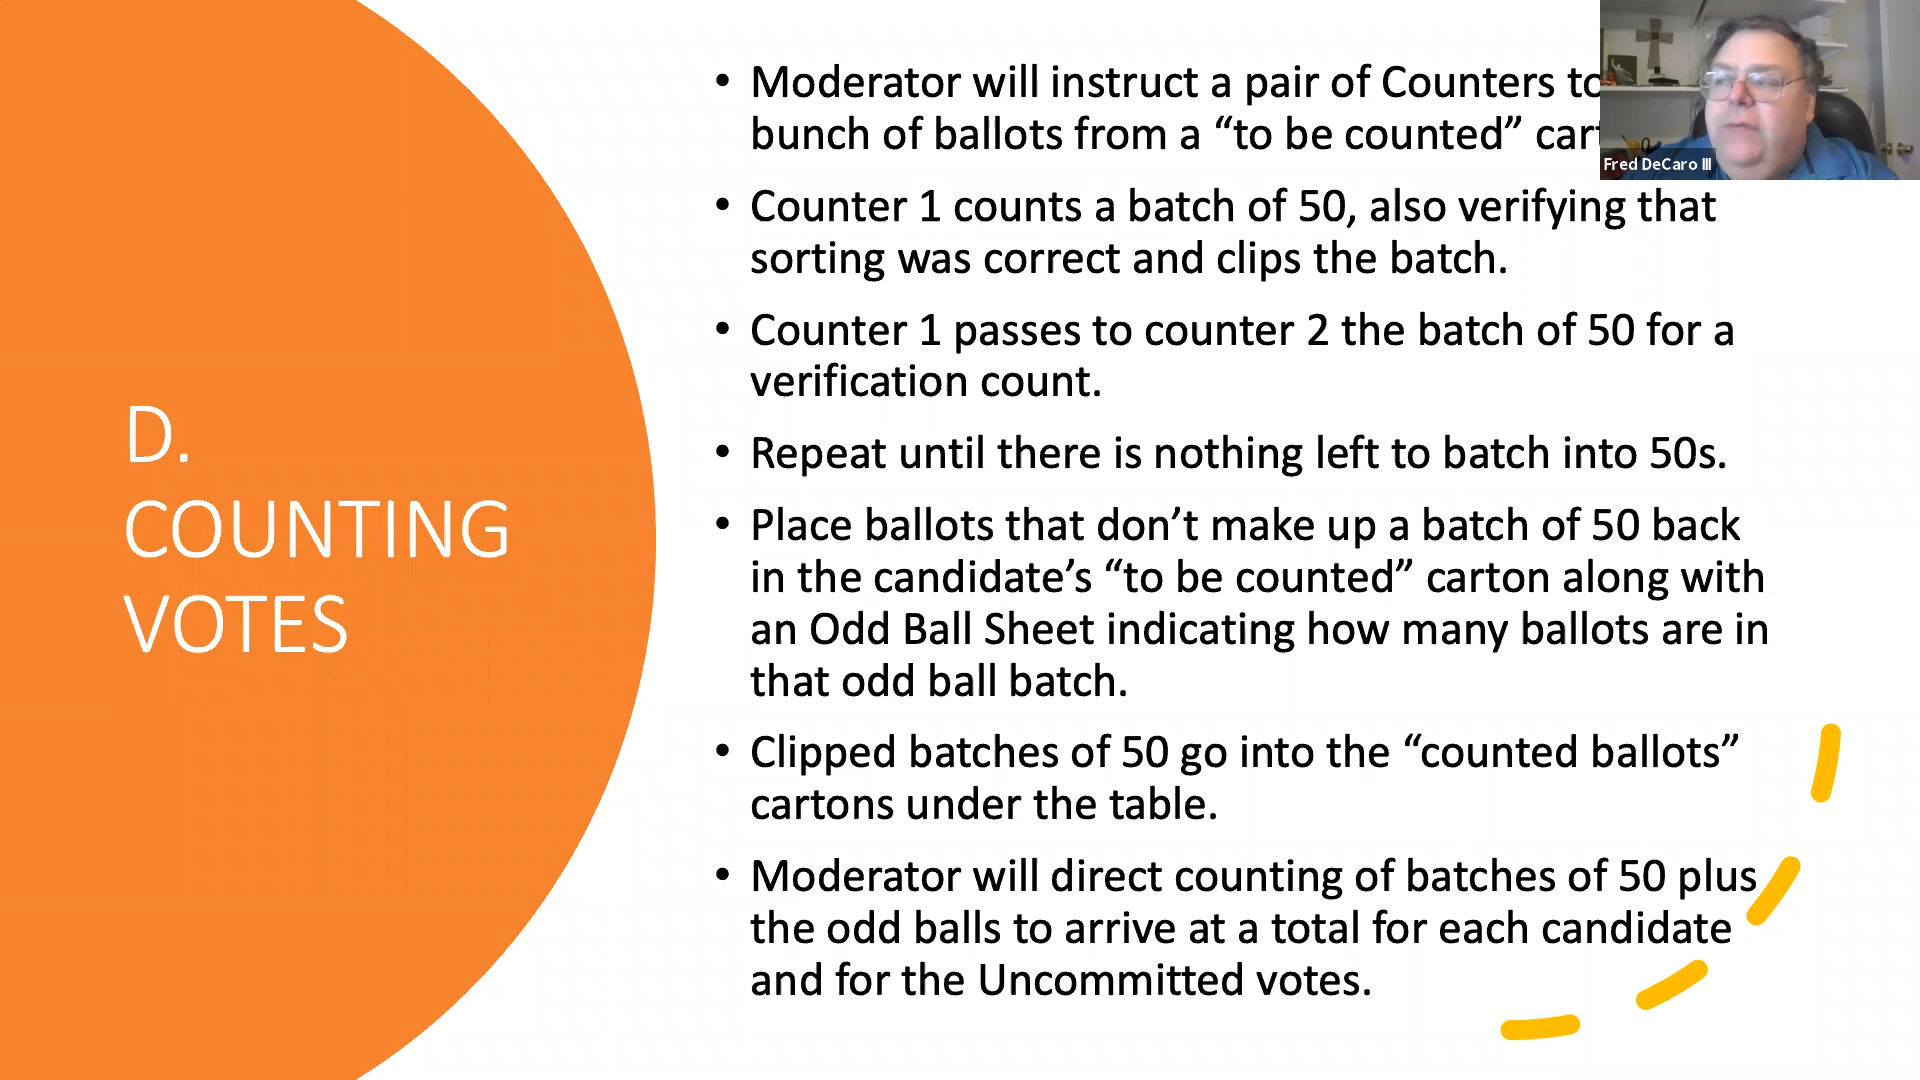 D.
COUNTING
VOTES
• Moderator will instruct a pair of Counters to
bunch of ballots from a “to be counted”
• Counter 1 counts a batch of 50, also verifying that
sorting was correct and clips the batch.
• Counter 1 passes to counter 2 the batch of 50 for a
verification count.
• Repeat until there is nothing left to batch into 50s.
• Place ballots that don’t make up a batch of 50 back
in the candidate’s “to be counted” carton along with
an Odd Ball Sheet indicating how many ballots are in
that odd ball batch.
• Clipped batches of 50 go into the “counted ballots”
cartons under the table.
• Moderator will direct counting of batches of 50 plus
the odd balls to arrive at a total for each candidate
and for the Uncommitted votes.
Fred DeCaro III